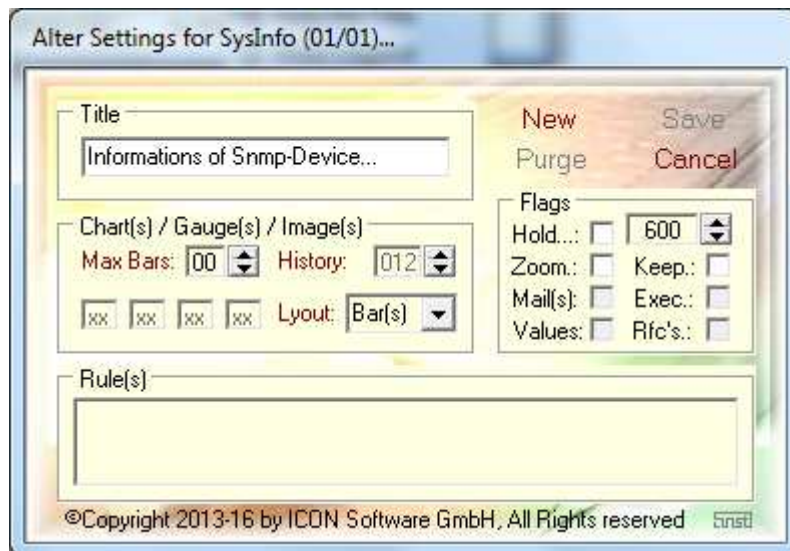 Alter Settings for SysInfo (01/01)...
Title
Informations of Snmp-Device...
New Save
Purge Cancel
Chart(s) / Gauge(s) / Image(s)
Max Bars: 00 History: 012
xx xx xx xx Lyout: Bar(s)
Flags
Hold...: 600
Zoom.: Keep.:
Mail(s): Exec.:
Values: Rfc's.:
Rule(s)
©Copyright 2013-16 by ICON Software GmbH, All Rights reserved